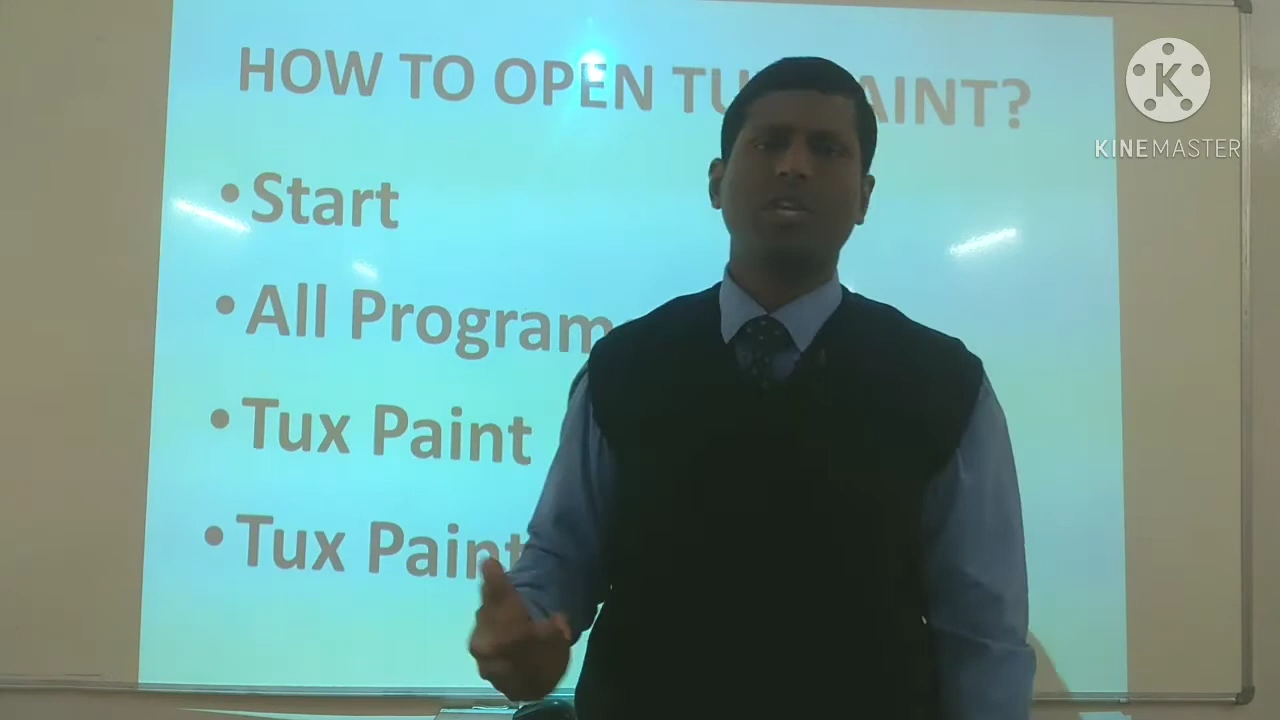 HOW TO OPEN TU AINT?
• Start
• All Program
• Tux Paint
• Tux Paint
K
KINEMASTER